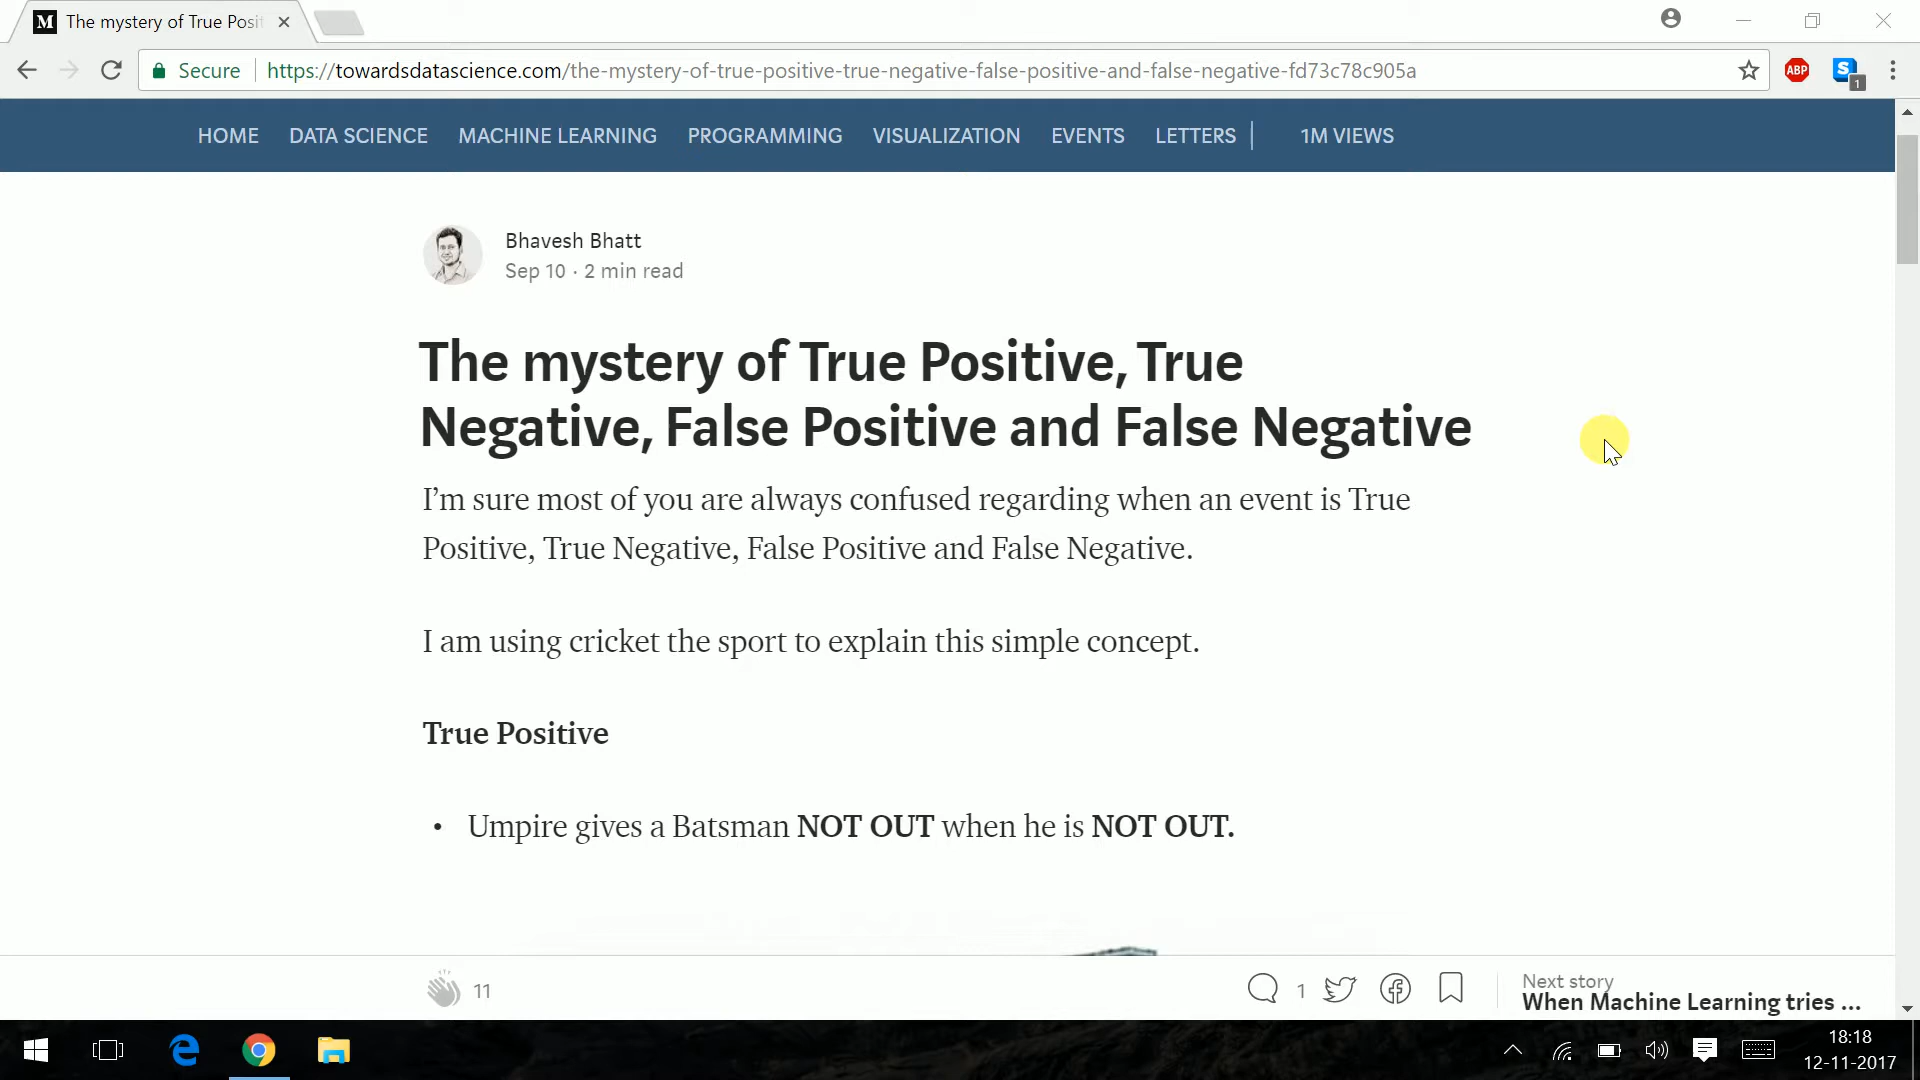 M The mystery of True Posit
Secure https://towardsdatascience.com/the-mystery-of-true-positive-true-negative-false-positive-and-false-negative-fd73c78c905a
ABP S 1
HOME DATA SCIENCE MACHINE LEARNING PROGRAMMING VISUALIZATION EVENTS LETTERS 1M VIEWS
Bhavesh Bhatt
Sep 10 · 2 min read
The mystery of True Positive, True
Negative, False Positive and False Negative
I’m sure most of you are always confused regarding when an event is True
Positive, True Negative, False Positive and False Negative.
I am using cricket the sport to explain this simple concept.
True Positive
• Umpire gives a Batsman NOT OUT when he is NOT OUT.
11
1
Next story
When Machine Learning tries ...
18:18
12-11-2017